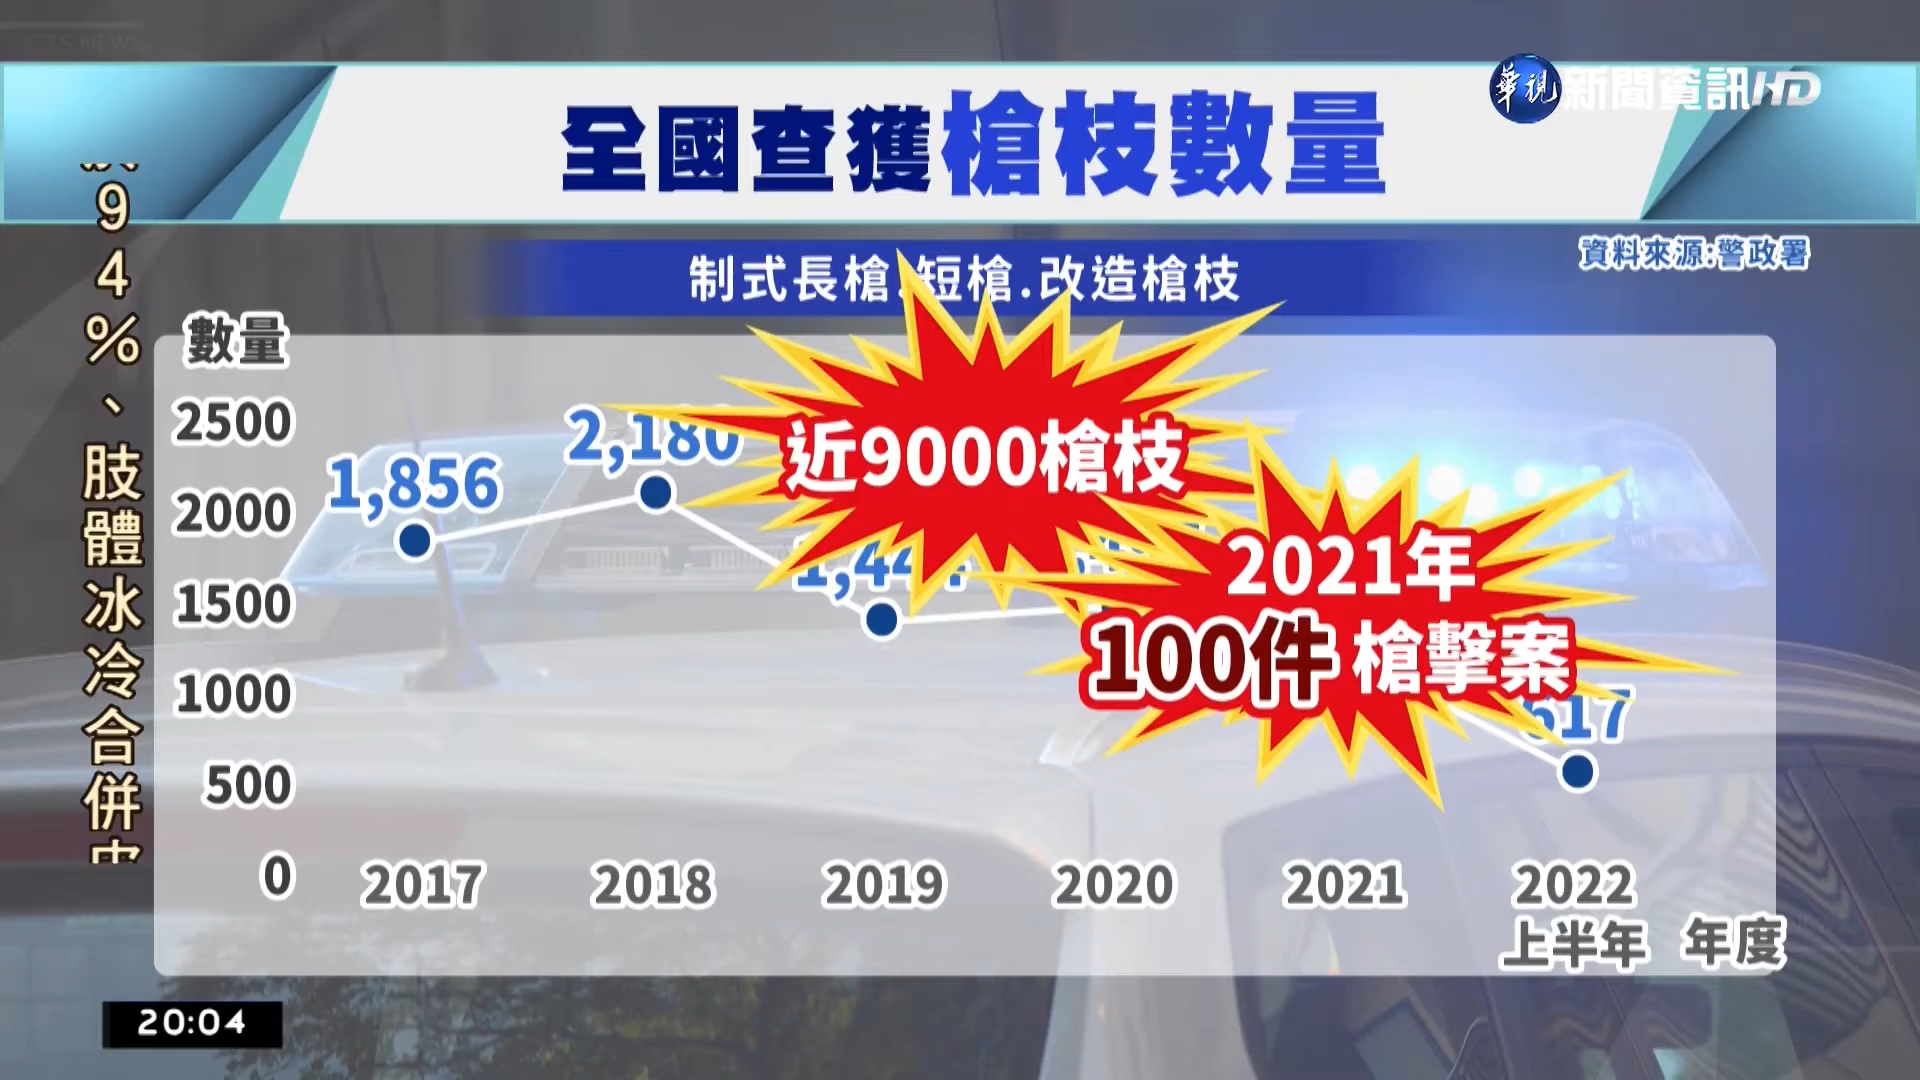 華視新聞資訊HD
全國查獲槍枝數量
制式長槍.短槍.改造槍枝
資料來源:警政署
94%、肢體冰冷合併
數量
2500
2000
1500
1000
500
0
1,856
2,180
近9000槍枝
2021年
100件槍擊案
617
2017
2018
2019
2020
2021
2022
上半年
年度
20:04